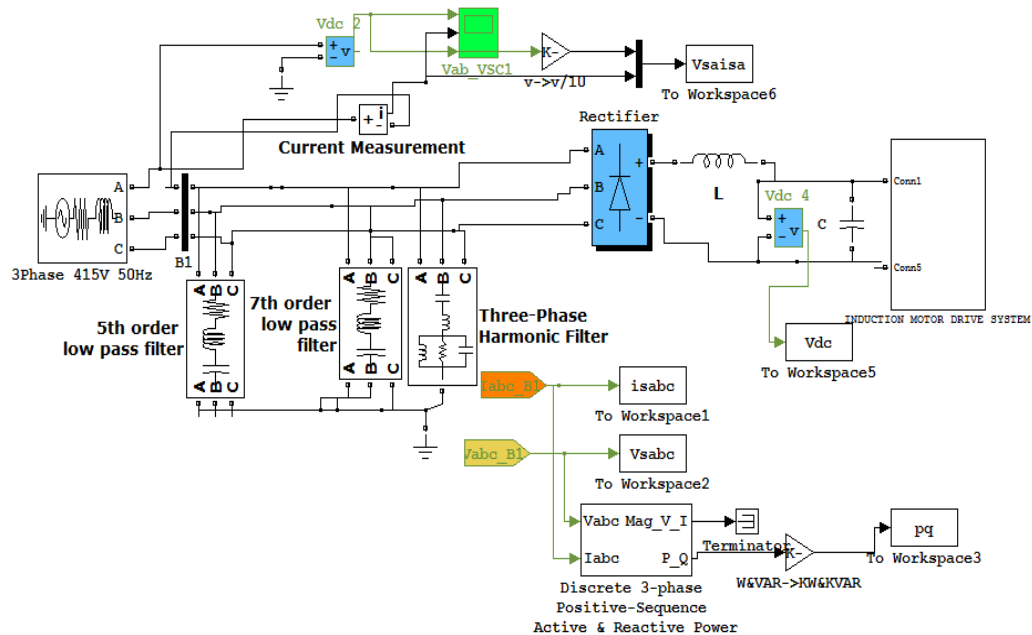 Vdc 2
+
-
v
Vab_VSC1
K-
v->v/10
Vsaisa
To Workspace6
+
-
i
Current Measurement
Rectifier
A
B
C
+
-
L
Vdc 4
+
-
v
C
Conn1
Conn5
INDUCTION MOTOR DRIVE SYSTEM
A
B
C
3Phase 415V 50Hz
B1
A B C
A B C
5th order
low pass filter
A B C
A B C
7th order
low pass
filter
A B C
Three-Phase
Harmonic Filter
Vdc
To Workspace5
Iabc_B1
isabc
To Workspace1
Vabc_B1
Vsabc
To Workspace2
Vabc
Mag_V_I
Iabc
P_Q
Discrete 3-phase
Positive-Sequence
Active & Reactive Power
Terminator
K-
W&VAR->KW&KVAR
pq
To Workspace3